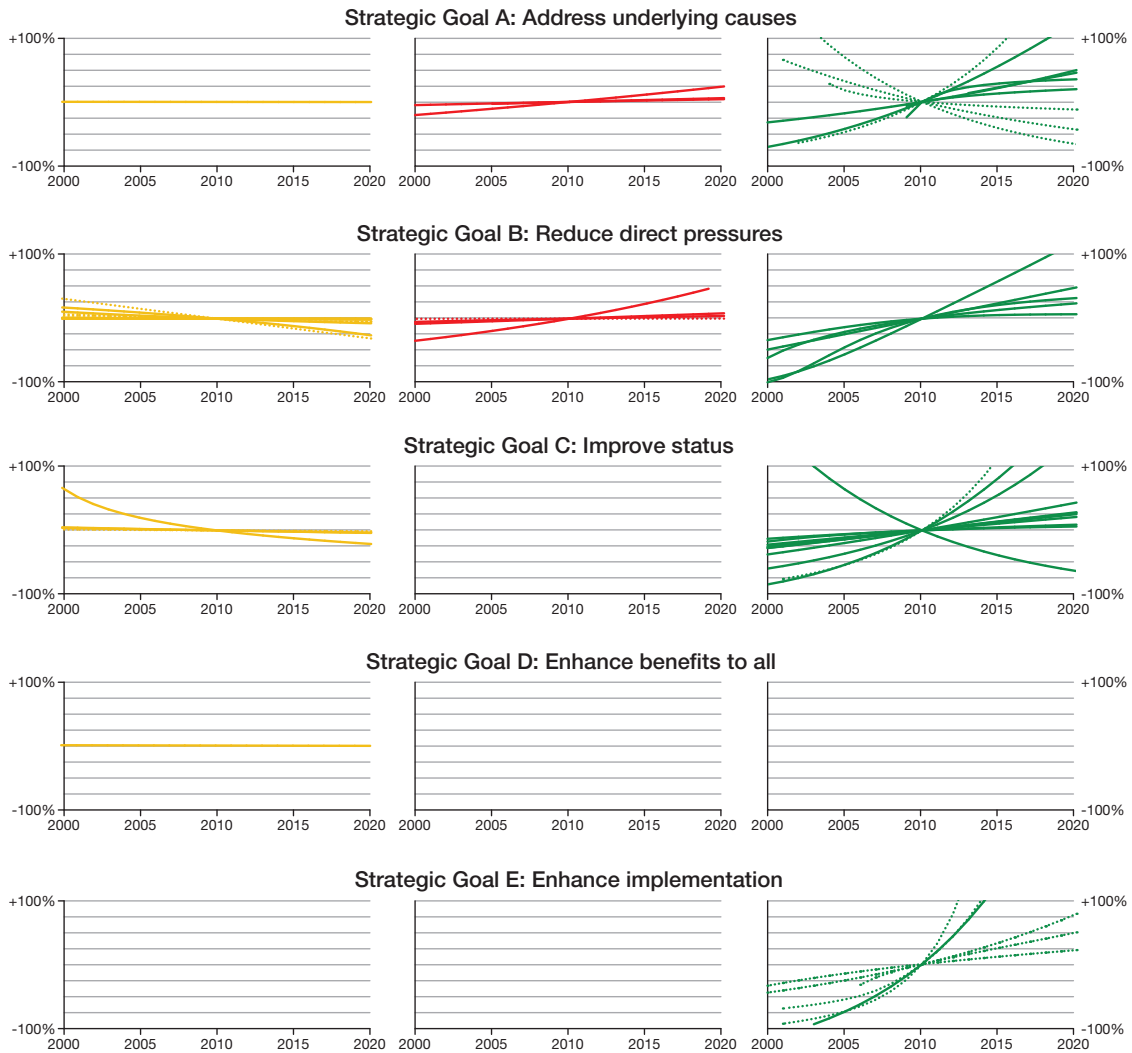 Strategic Goal A: Address underlying causes
+100% +100%
-100% -100%
2000 2005 2010 2015 2020 2000 2005 2010 2015 2020 2000 2005 2010 2015 2020
Strategic Goal B: Reduce direct pressures
+100% +100%
-100% -100%
2000 2005 2010 2015 2020 2000 2005 2010 2015 2020 2000 2005 2010 2015 2020
Strategic Goal C: Improve status
+100% +100%
-100% -100%
2000 2005 2010 2015 2020 2000 2005 2010 2015 2020 2000 2005 2010 2015 2020
Strategic Goal D: Enhance benefits to all
+100% +100%
-100% -100%
2000 2005 2010 2015 2020 2000 2005 2010 2015 2020 2000 2005 2010 2015 2020
Strategic Goal E: Enhance implementation
+100% +100%
-100% -100%
2000 2005 2010 2015 2020 2000 2005 2010 2015 2020 2000 2005 2010 2015 2020